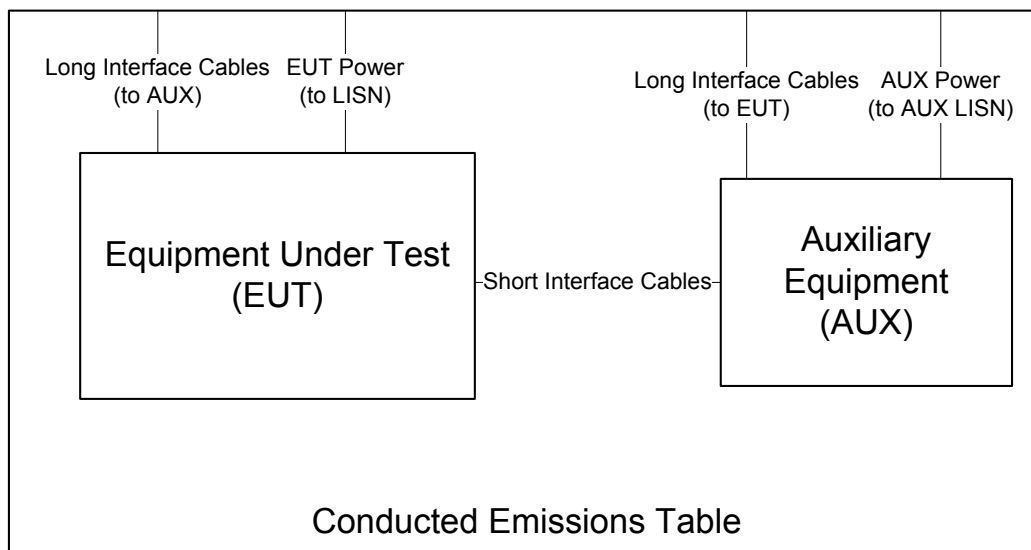 Long Interface Cables
(to AUX)
EUT Power
(to LISN)
Long Interface Cables
(to EUT)
AUX Power
(to AUX LISN)
Equipment Under Test
(EUT)
Short Interface Cables
Auxiliary
Equipment
(AUX)
Conducted Emissions Table